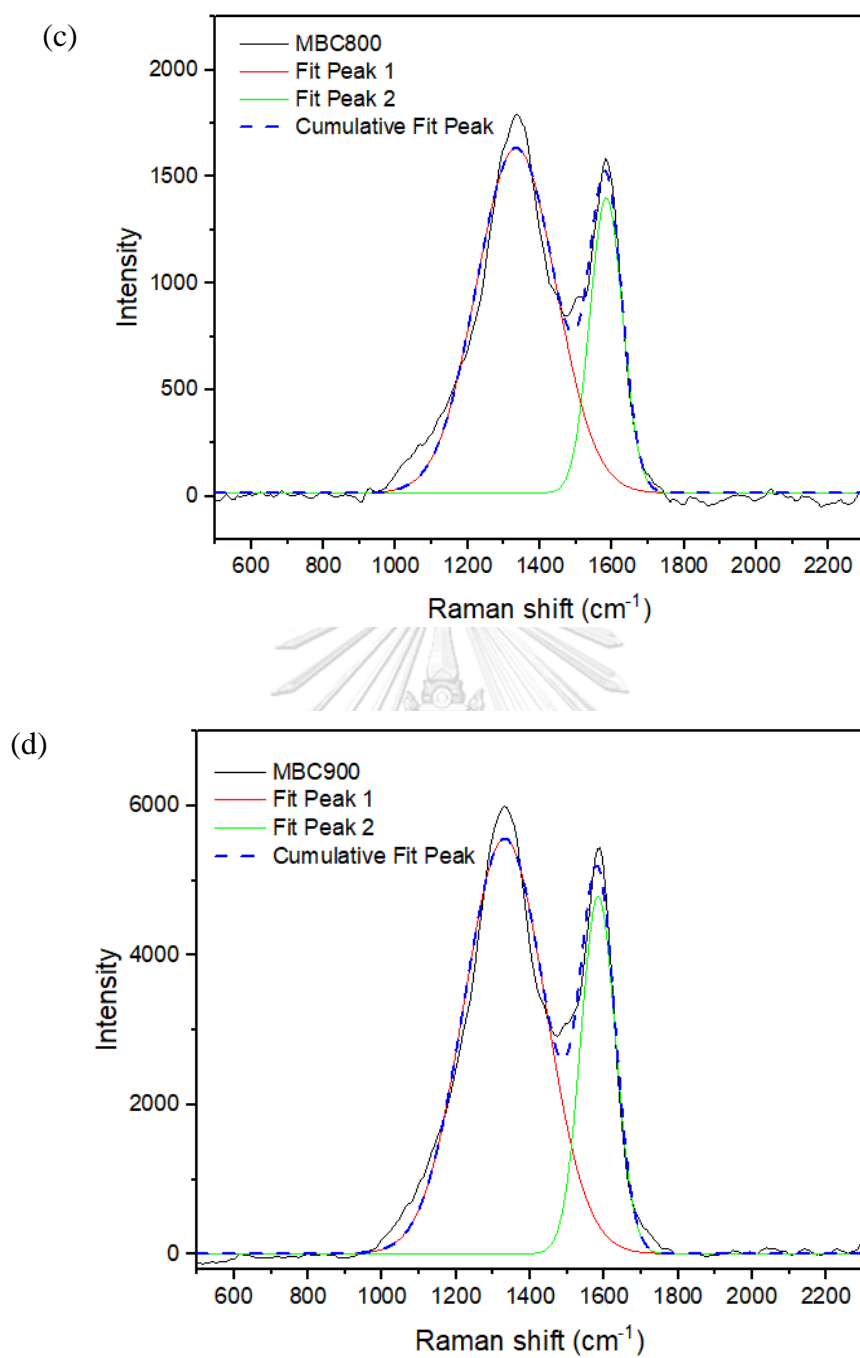 (c)
MBC800
Fit Peak 1
Fit Peak 2
Cumulative Fit Peak
2000
1500
1000
500
0
Intensity
600 800 1000 1200 1400 1600 1800 2000 2200
Raman shift (cm⁻¹)
(d)
MBC900
Fit Peak 1
Fit Peak 2
Cumulative Fit Peak
6000
4000
2000
0
Intensity
600 800 1000 1200 1400 1600 1800 2000 2200
Raman shift (cm⁻¹)